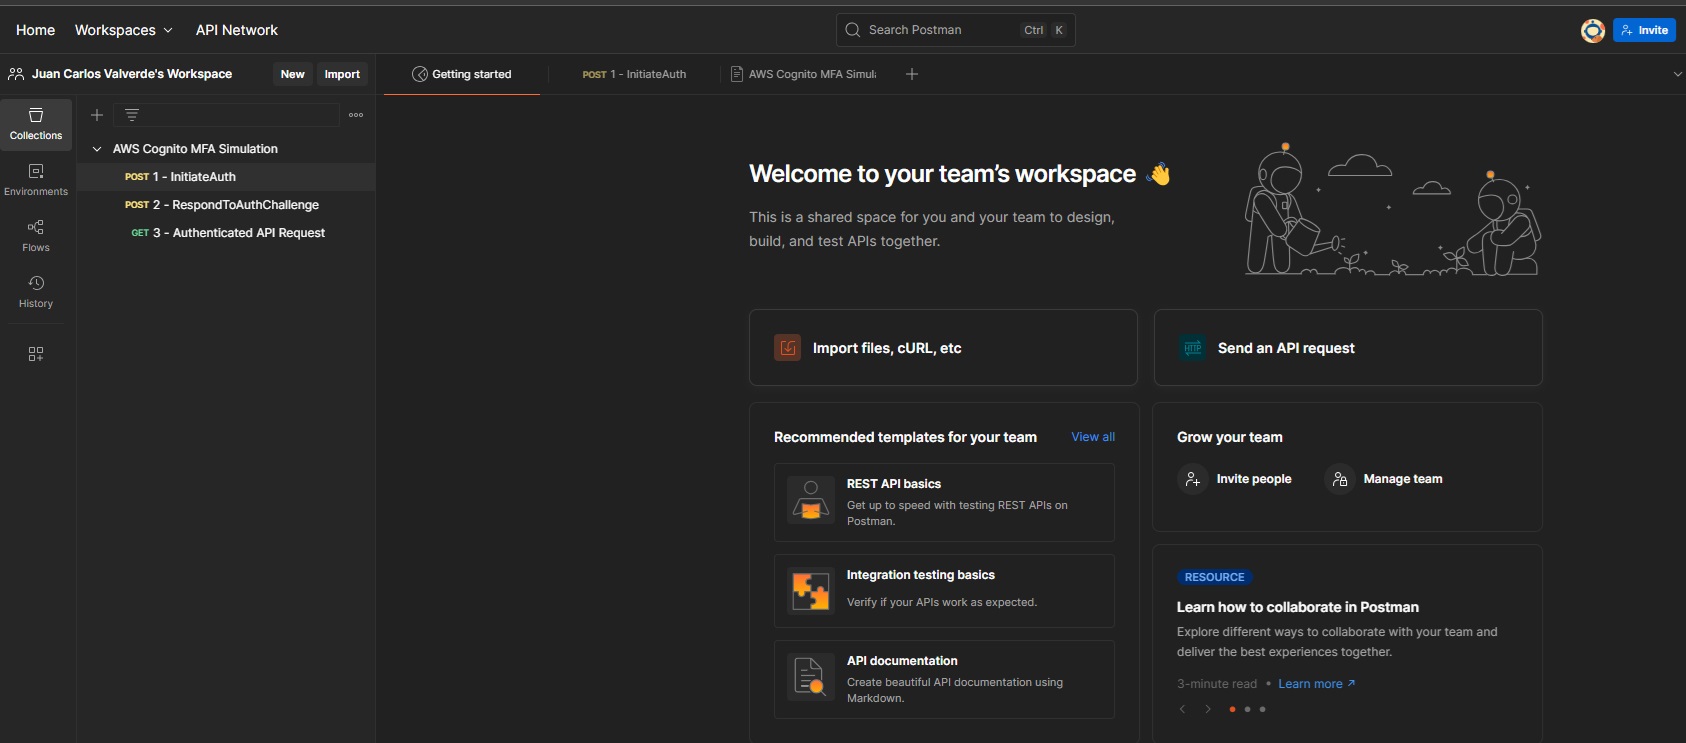 Home Workspaces API Network
Search Postman Ctrl K
Invite
Juan Carlos Valverde's Workspace New Import
Getting started
POST 1 - InitiateAuth
AWS Cognito MFA Simul
Collections
Environments
Flows
History
AWS Cognito MFA Simulation
POST 1 - InitiateAuth
POST 2 - RespondToAuthChallenge
GET 3 - Authenticated API Request
Welcome to your team’s workspace 👋
This is a shared space for you and your team to design,
build, and test APIs together.
Import files, cURL, etc
HTTP Send an API request
Recommended templates for your team View all
REST API basics
Get up to speed with testing REST APIs on
Postman.
Integration testing basics
Verify if your APIs work as expected.
API documentation
Create beautiful API documentation using
Markdown.
Grow your team
Invite people Manage team
RESOURCE
Learn how to collaborate in Postman
Explore different ways to collaborate with your team and
deliver the best experiences together.
3-minute read • Learn more ↗